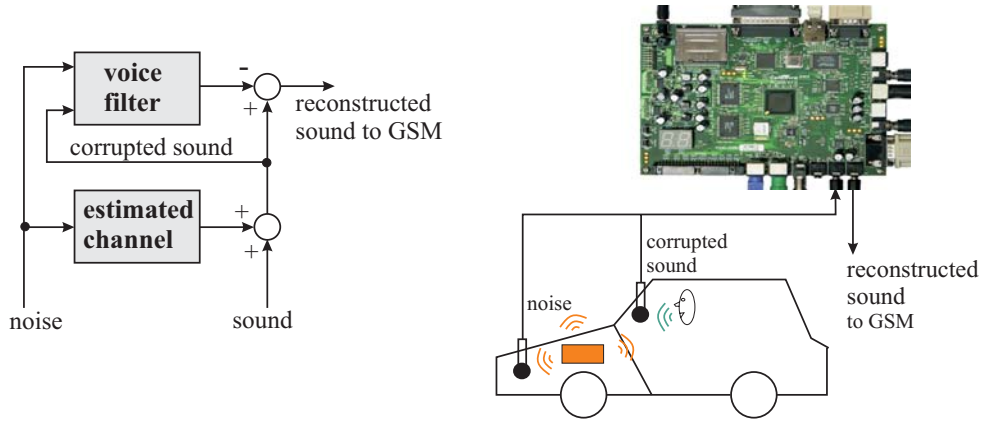 voice
filter
-
+
reconstructed
sound to GSM
corrupted sound
estimated
channel
+
+
noise
sound
corrupted
sound
noise
reconstructed
sound
to GSM